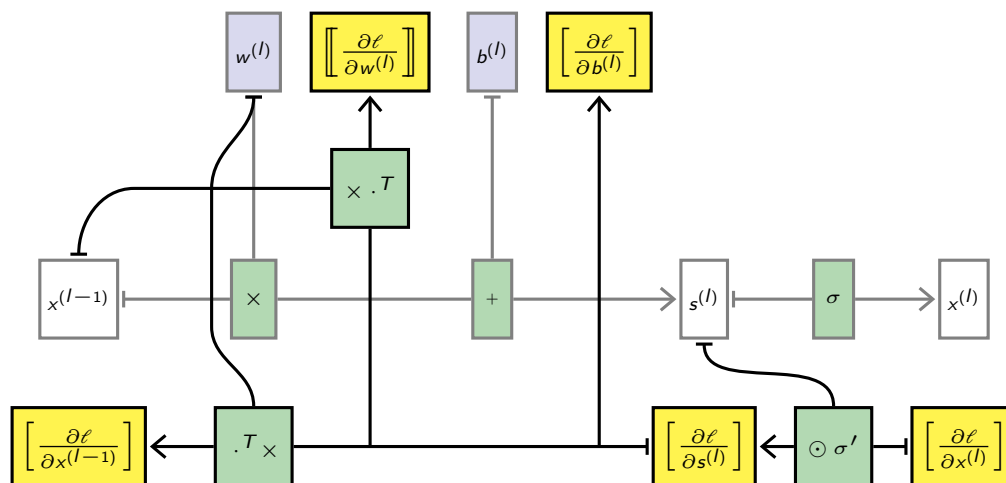 w^(l) [[ ∂ℓ/∂w^(l) ]] b^(l) [ ∂ℓ/∂b^(l) ]
× ·^T
x^(l−1) × + s^(l) σ x^(l)
[ ∂ℓ/∂x^(l−1) ] ·^T × [ ∂ℓ/∂s^(l) ] ⊙ σ′ [ ∂ℓ/∂x^(l) ]